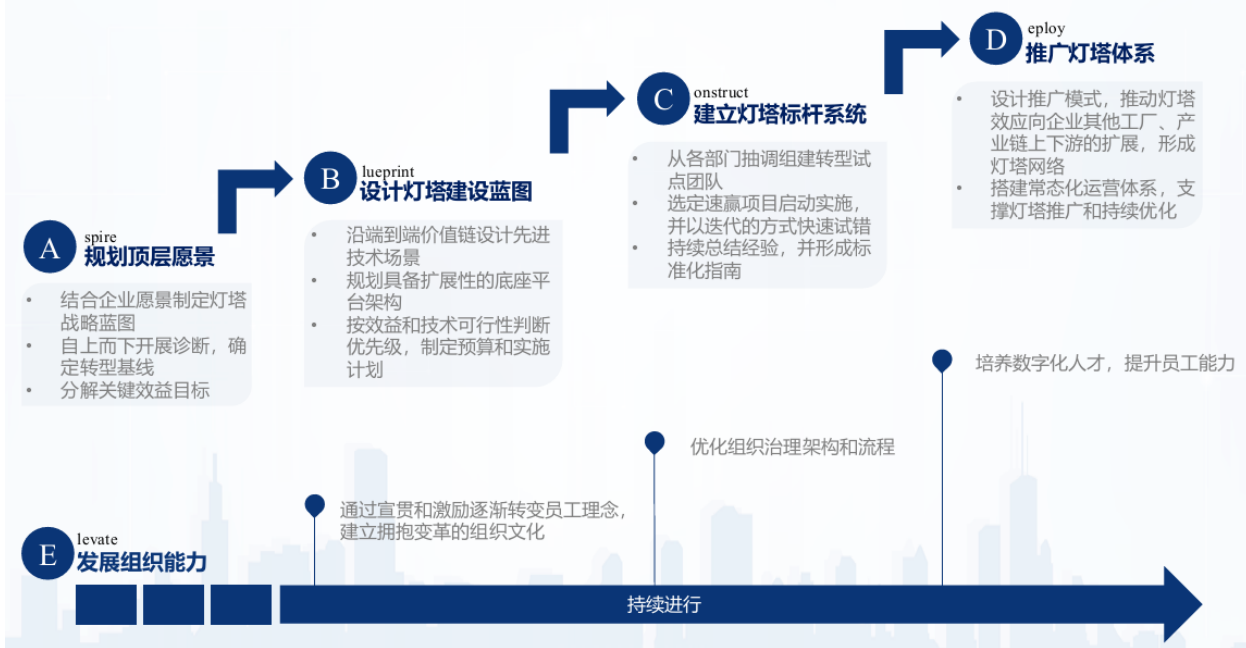 A spire
规划顶层愿景
• 结合企业愿景制定灯塔
战略蓝图
• 自上而下开展诊断，确
定转型基线
• 分解关键效益目标
B lueprint
设计灯塔建设蓝图
• 沿端到端价值链设计先进
技术场景
• 规划具备扩展性的底座平
台架构
• 按效益和技术可行性判断
优先级，制定预算和实施
计划
C onstruct
建立灯塔标杆系统
• 从各部门抽调组建转型试
点团队
• 选定速赢项目启动实施，
并以迭代的方式快速试错
• 持续总结经验，并形成标
准化指南
D eploy
推广灯塔体系
• 设计推广模式，推动灯塔
效应向企业其他工厂、产
业链上下游的扩展，形成
灯塔网络
• 搭建常态化运营体系，支
撑灯塔推广和持续优化
E levate
发展组织能力
通过宣贯和激励逐渐转变员工理念，
建立拥抱变革的组织文化
优化组织治理架构和流程
培养数字化人才，提升员工能力
持续进行